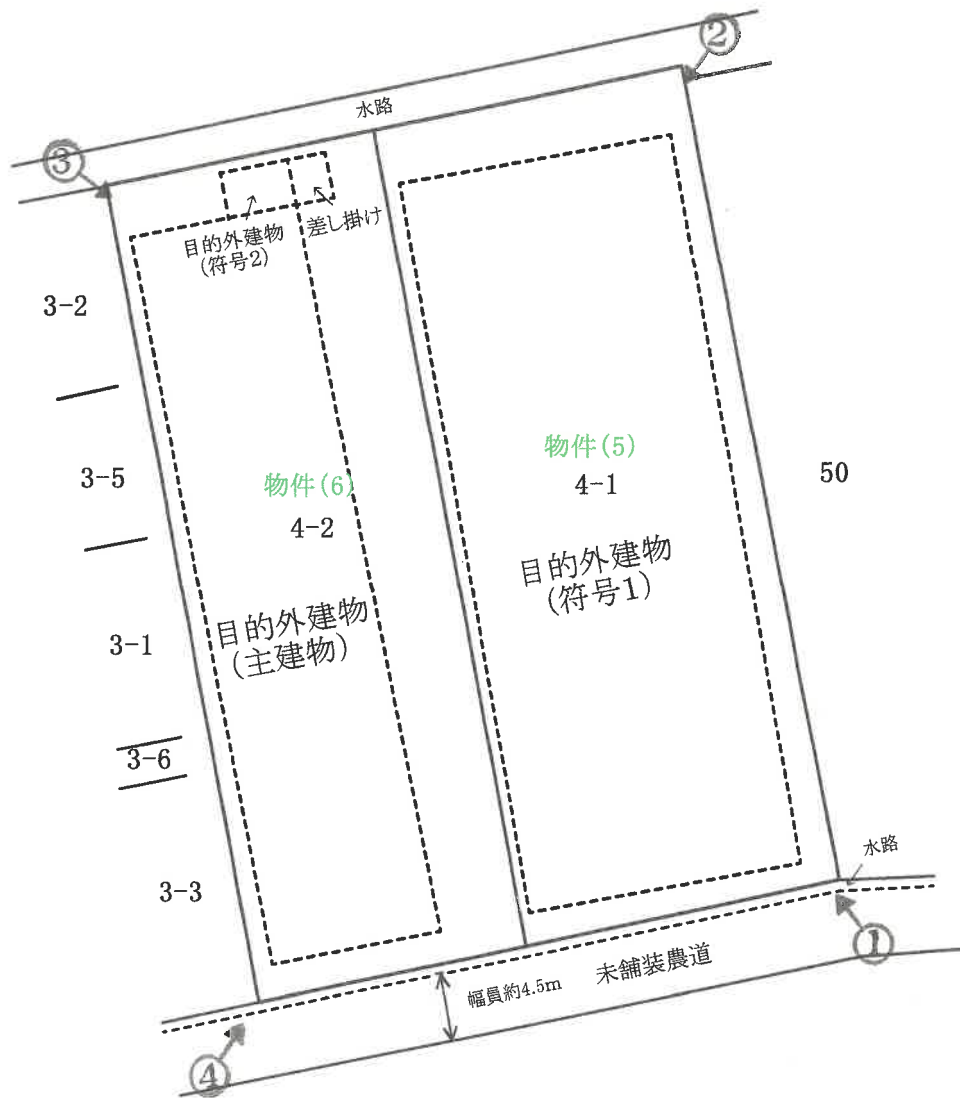 ②
水路
③
差し掛け
目的外建物
(符号2)
3-2
物件(5)
4-1
50
3-5
物件(6)
4-2
目的外建物
(符号1)
目的外建物
(主建物)
3-1
3-6
水路
3-3
①
未舗装農道
幅員約4.5m
④